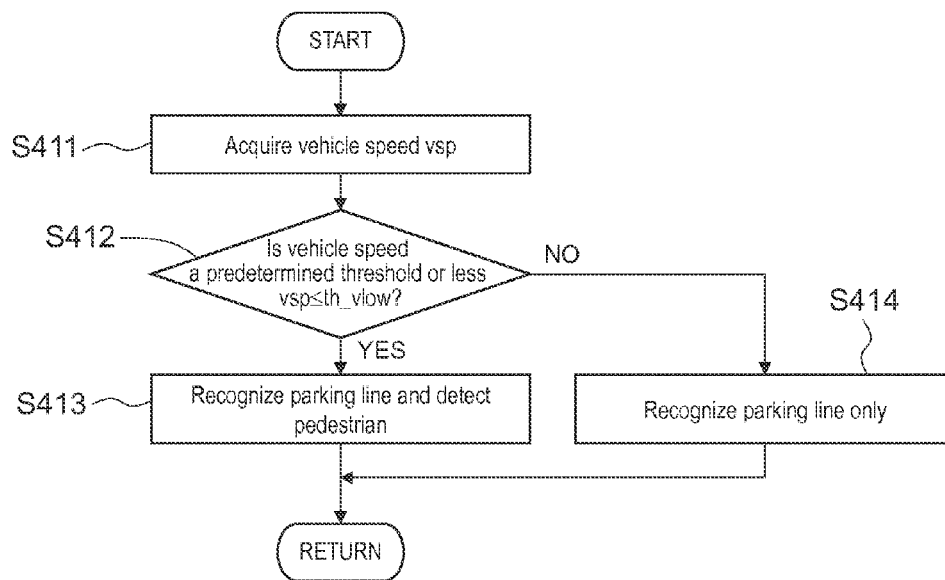 START
S411
Acquire vehicle speed vsp
S412
Is vehicle speed
a predetermined threshold or less
vsp≤th_vlow?
NO
S414
YES
S413
Recognize parking line and detect
pedestrian
Recognize parking line only
RETURN